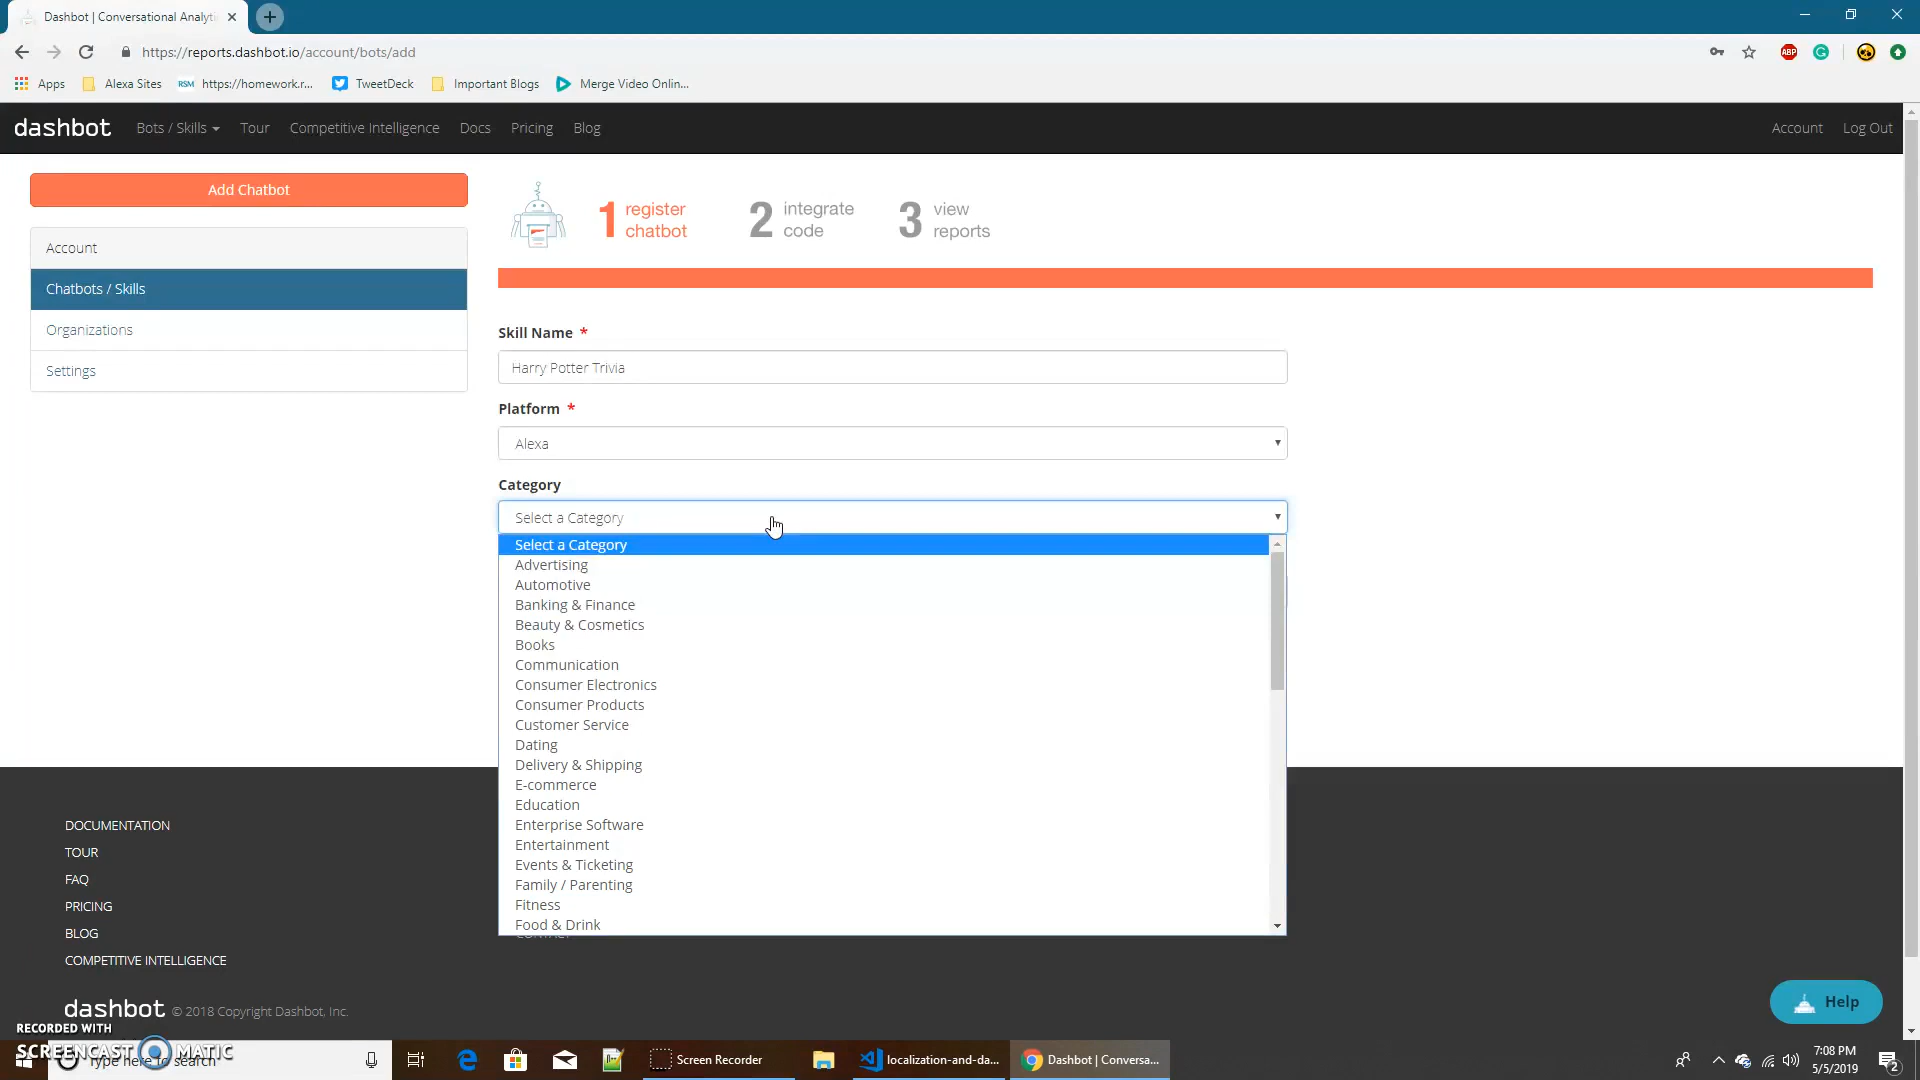 Dashbot | Conversational Analyti
https://reports.dashbot.io/account/bots/add
ABP
Apps
Alexa Sites
RSM https://homework.r...
TweetDeck
Important Blogs
Merge Video Onlin...
dashbot
Bots / Skills
Tour
Competitive Intelligence
Docs
Pricing
Blog
Account
Log Out
Add Chatbot
Account
Chatbots / Skills
Organizations
Settings
1 register chatbot
2 integrate code
3 view reports
Skill Name *
Harry Potter Trivia
Platform *
Alexa
Category
Select a Category
Select a Category
Advertising
Automotive
Banking & Finance
Beauty & Cosmetics
Books
Communication
Consumer Electronics
Consumer Products
Customer Service
Dating
Delivery & Shipping
E-commerce
Education
Enterprise Software
Entertainment
Events & Ticketing
Family / Parenting
Fitness
Food & Drink
DOCUMENTATION
TOUR
FAQ
PRICING
BLOG
COMPETITIVE INTELLIGENCE
dashbot © 2018 Copyright Dashbot, Inc.
Help
RECORDED WITH
SCREENCAST MATIC
Type here to search
Screen Recorder
localization-and-da...
Dashbot | Conversa...
7:08 PM
5/5/2019
2